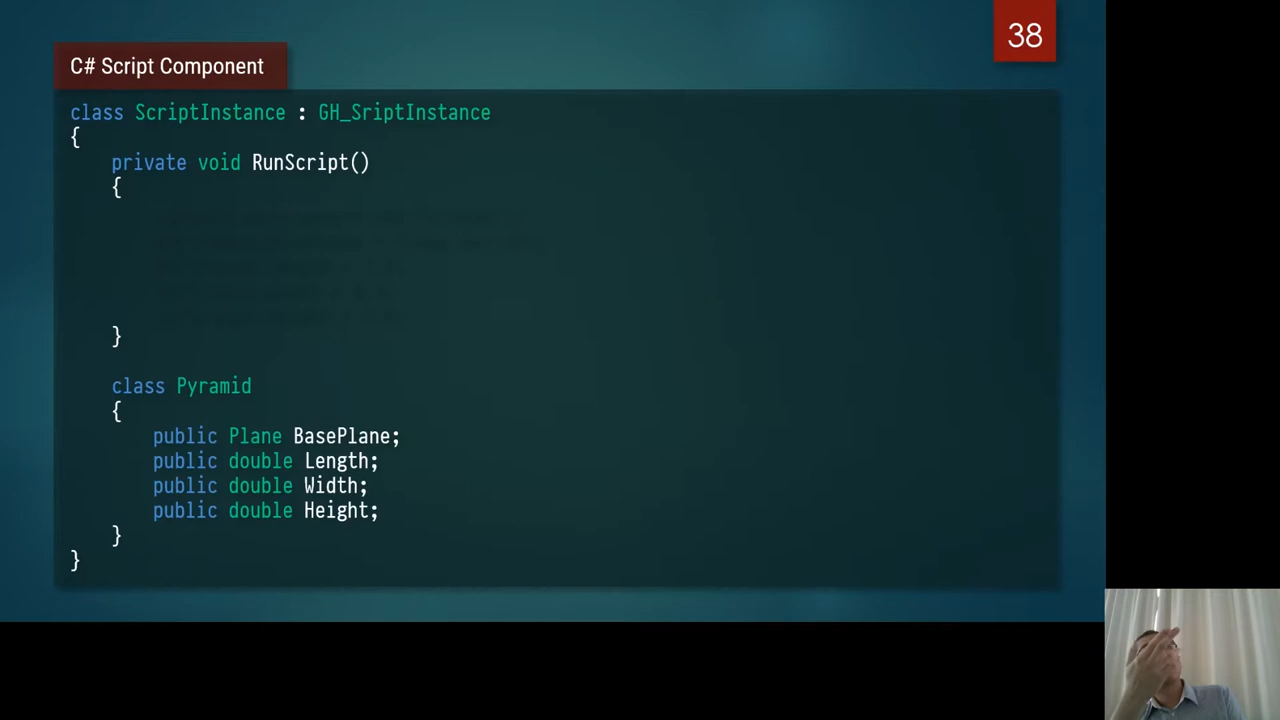 38
C# Script Component
class ScriptInstance : GH_SriptInstance
{
private void RunScript()
{
}
class Pyramid
{
public Plane BasePlane;
public double Length;
public double Width;
public double Height;
}
}